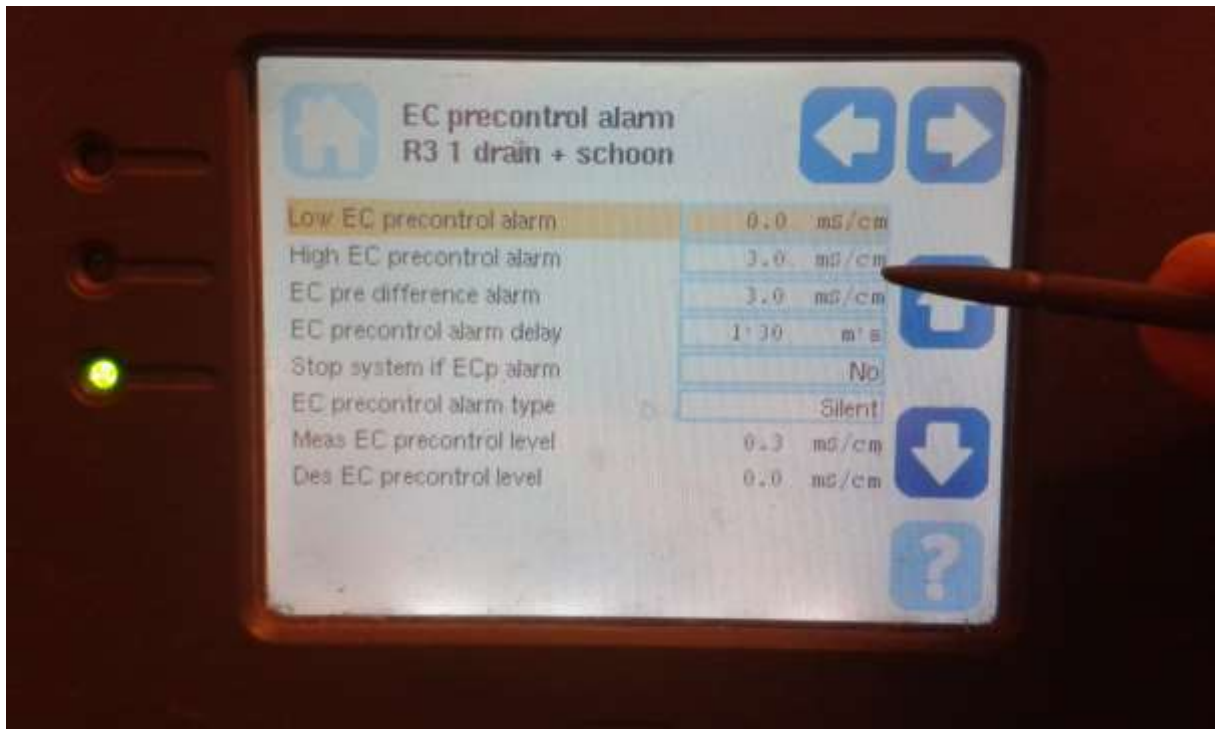 EC precontrol alarm
R3 1 drain + schoon
Low EC precontrol alarm 0.0 mS/cm
High EC precontrol alarm 3.0 mS/cm
EC pre difference alarm 3.0 mS/cm
EC precontrol alarm delay 1'30 m's
Stop system if ECp alarm No
EC precontrol alarm type Silent
Meas EC precontrol level 0.3 mS/cm
Des EC precontrol level 0.0 mS/cm
?